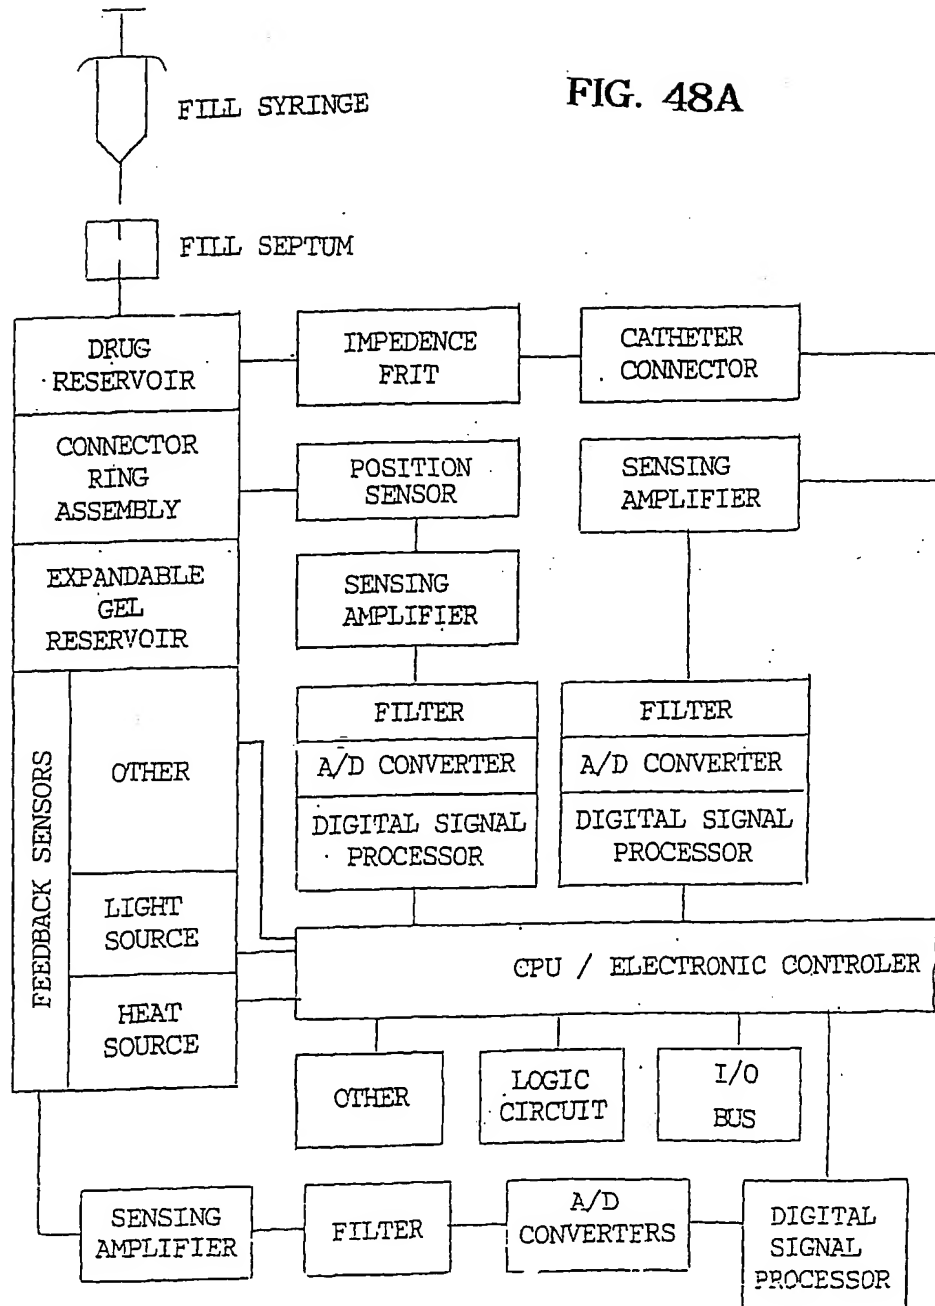 FIG. 48A
FILL SYRINGE
FILL SEPTUM
DRUG
RESERVOIR
IMPEDENCE
FRIT
CATHETER
CONNECTOR
CONNECTOR
RING
ASSEMBLY
POSITION
SENSOR
SENSING
AMPLIFIER
EXPANDABLE
GEL
RESERVOIR
SENSING
AMPLIFIER
FEEDBACK SENSORS
OTHER
LIGHT
SOURCE
HEAT
SOURCE
FILTER
A/D CONVERTER
DIGITAL SIGNAL
PROCESSOR
FILTER
A/D CONVERTER
DIGITAL SIGNAL
PROCESSOR
CPU / ELECTRONIC CONTROLER
OTHER
LOGIC
CIRCUIT
I/O
BUS
SENSING
AMPLIFIER
FILTER
A/D
CONVERTERS
DIGITAL
SIGNAL
PROCESSOR